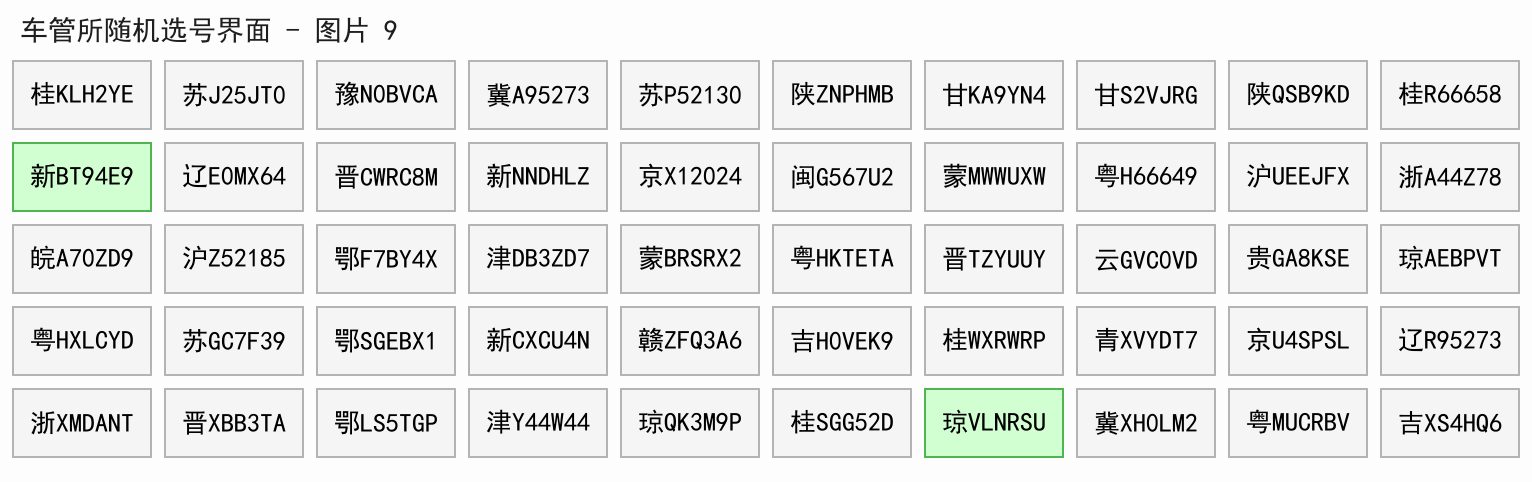 车管所随机选号界面 - 图片 9
桂KLH2YE 苏J25JT0 豫N0BVCA 冀A95273 苏P52130 陕ZNPHMB 甘KA9YN4 甘S2VJRG 陕QSB9KD 桂R66658
新BT94E9 辽E0MX64 晋CWRC8M 新NNDHLZ 京X12024 闽G567U2 蒙MWWUXW 粤H66649 沪UEEJFX 浙A44Z78
皖A70ZD9 沪Z52185 鄂F7BY4X 津DB3ZD7 蒙BRSRX2 粤HKTETA 晋TZYUUY 云GVC0VD 贵GA8KSE 琼AEBPVT
粤HXLCYD 苏GC7F39 鄂SGEBX1 新CXCU4N 赣ZFQ3A6 吉H0VEK9 桂WXRWRP 青XVYDT7 京U4SPSL 辽R95273
浙XMDANT 晋XBB3TA 鄂LS5TGP 津Y44W44 琼QK3M9P 桂SGG52D 琼VLNRSU 冀XH0LM2 粤MUCRBV 吉XS4HQ6